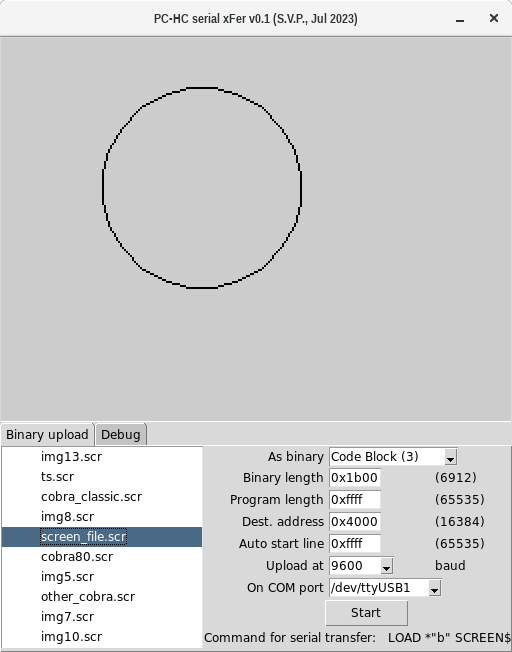 PC-HC serial xFer v0.1 (S.V.P., Jul 2023)
Binary upload Debug
img13.scr
ts.scr
cobra_classic.scr
img8.scr
screen_file.scr
cobra80.scr
img5.scr
other_cobra.scr
img7.scr
img10.scr
As binary Code Block (3)
Binary length 0x1b00 (6912)
Program length 0xffff (65535)
Dest. address 0x4000 (16384)
Auto start line 0xffff (65535)
Upload at 9600 baud
On COM port /dev/ttyUSB1
Start
Command for serial transfer: LOAD *"b" SCREEN$